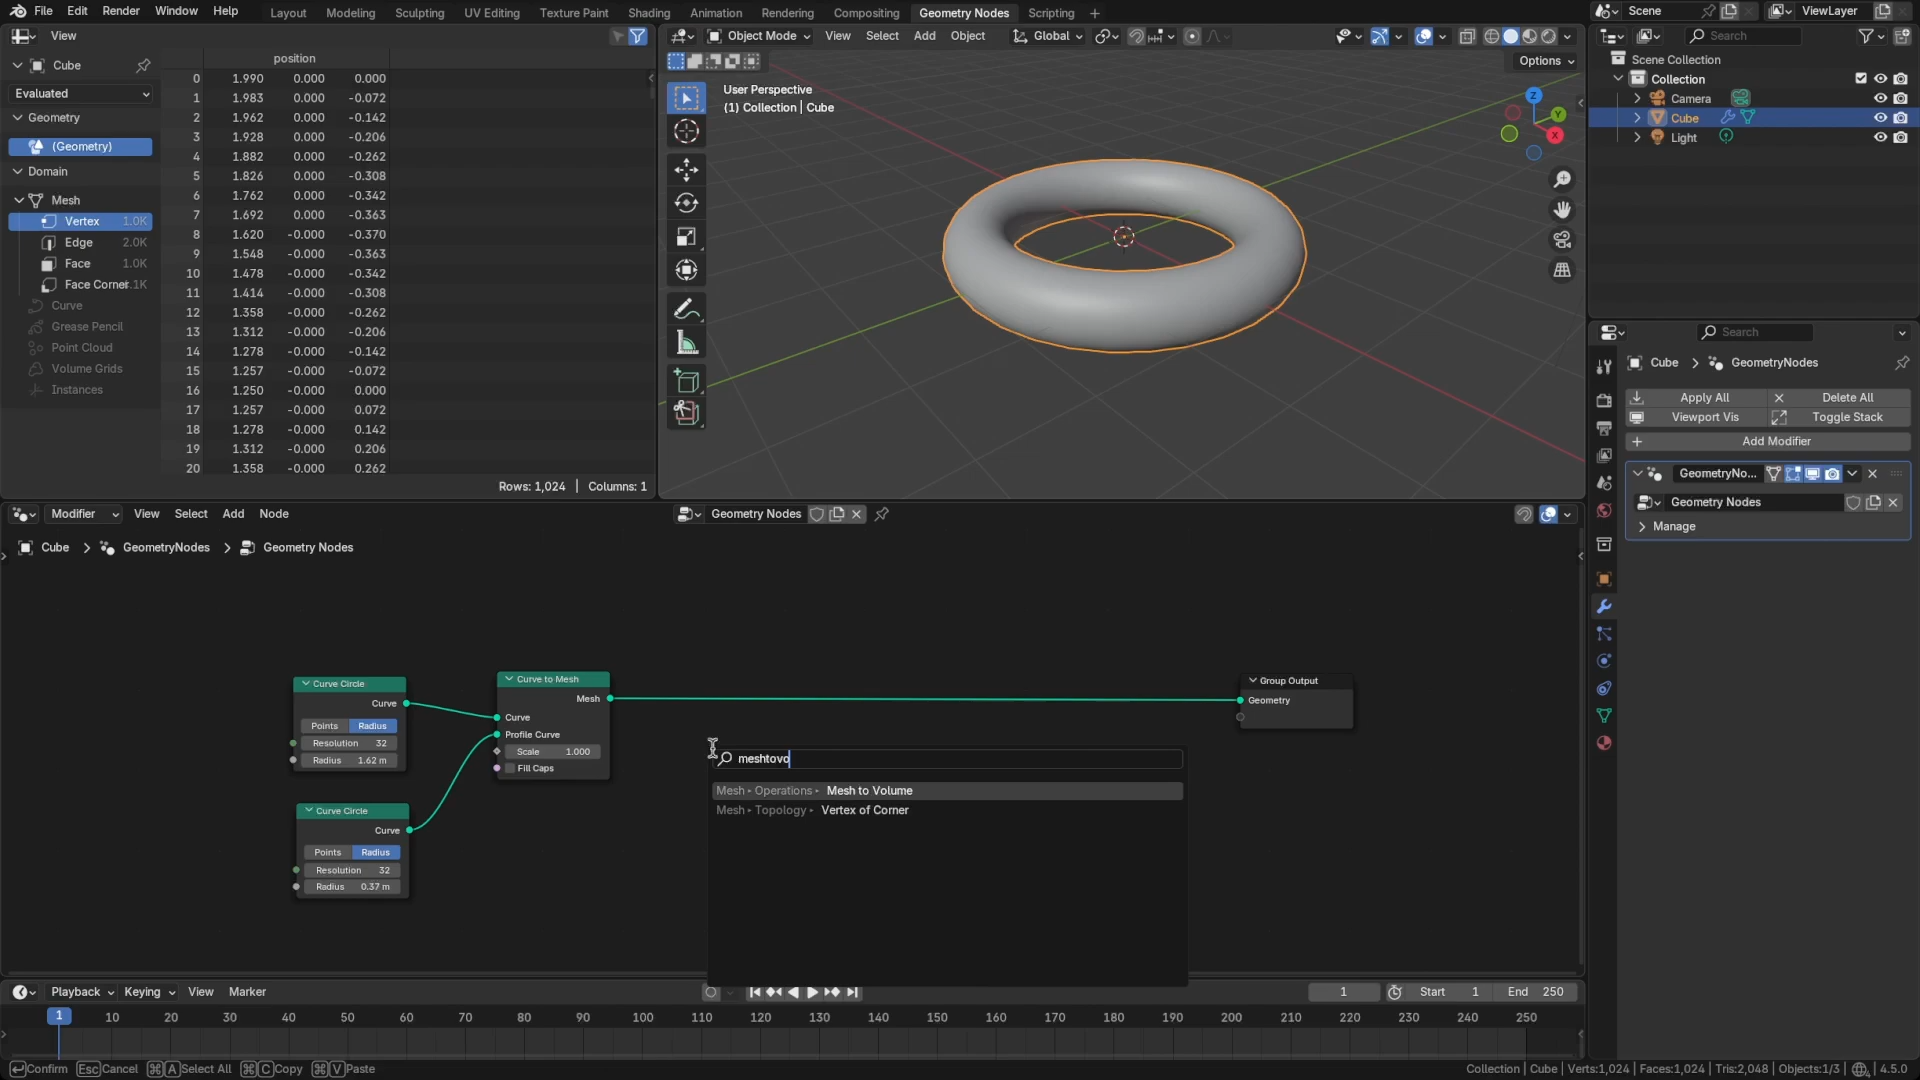 File Edit Render Window Help Layout Modeling Sculpting UV Editing Texture Paint Shading Animation Rendering Compositing Geometry Nodes Scripting + Scene ViewLayer
View
Object Mode View Select Add Object Global
Search
Cube
Evaluated
Geometry
(Geometry)
Domain
Mesh
Vertex 1.0K
Edge 2.0K
Face 1.0K
Face Corner
Curve
Grease Pencil
Point Cloud
Volume Grids
Instances
position
0 1.990 0.000 0.000
1 1.983 0.000 -0.072
2 1.962 0.000 -0.142
3 1.928 0.000 -0.206
4 1.882 0.000 -0.262
5 1.826 0.000 -0.308
6 1.762 0.000 -0.342
7 1.692 0.000 -0.363
8 1.620 -0.000 -0.370
9 1.548 -0.000 -0.363
10 1.478 -0.000 -0.342
11 1.414 -0.000 -0.308
12 1.358 -0.000 -0.262
13 1.312 -0.000 -0.206
14 1.278 -0.000 -0.142
15 1.257 -0.000 -0.072
16 1.250 -0.000 0.000
17 1.257 -0.000 0.072
18 1.278 -0.000 0.142
19 1.312 -0.000 0.206
20 1.358 -0.000 0.262
Rows: 1,024 | Columns: 1
Options
User Perspective
(1) Collection | Cube
Z
Y
X
Scene Collection
Collection
Camera
Cube
Light
Search
Cube > GeometryNodes
Apply All Delete All
Viewport Vis Toggle Stack
Add Modifier
GeometryNo...
Geometry Nodes
Manage
Modifier View Select Add Node Geometry Nodes
Cube > GeometryNodes > Geometry Nodes
Curve Circle
Curve
Points Radius
Resolution 32
Radius 1.62 m
Curve Circle
Curve
Points Radius
Resolution 32
Radius 0.37 m
Curve to Mesh
Mesh
Curve
Profile Curve
Scale 1.000
Fill Caps
Group Output
Geometry
meshtovo
Mesh ▸ Operations ▸ Mesh to Volume
Mesh ▸ Topology ▸ Vertex of Corner
Playback Keying View Marker 1 Start 1 End 250
1 10 20 30 40 50 60 70 80 90 100 110 120 130 140 150 160 170 180 190 200 210 220 230 240 250
Confirm Esc Cancel ⌘ A Select All ⌘ C Copy ⌘ V Paste Collection | Cube | Verts:1,024 | Faces:1,024 | Tris:2,048 | Objects:1/3 | 4.5.0